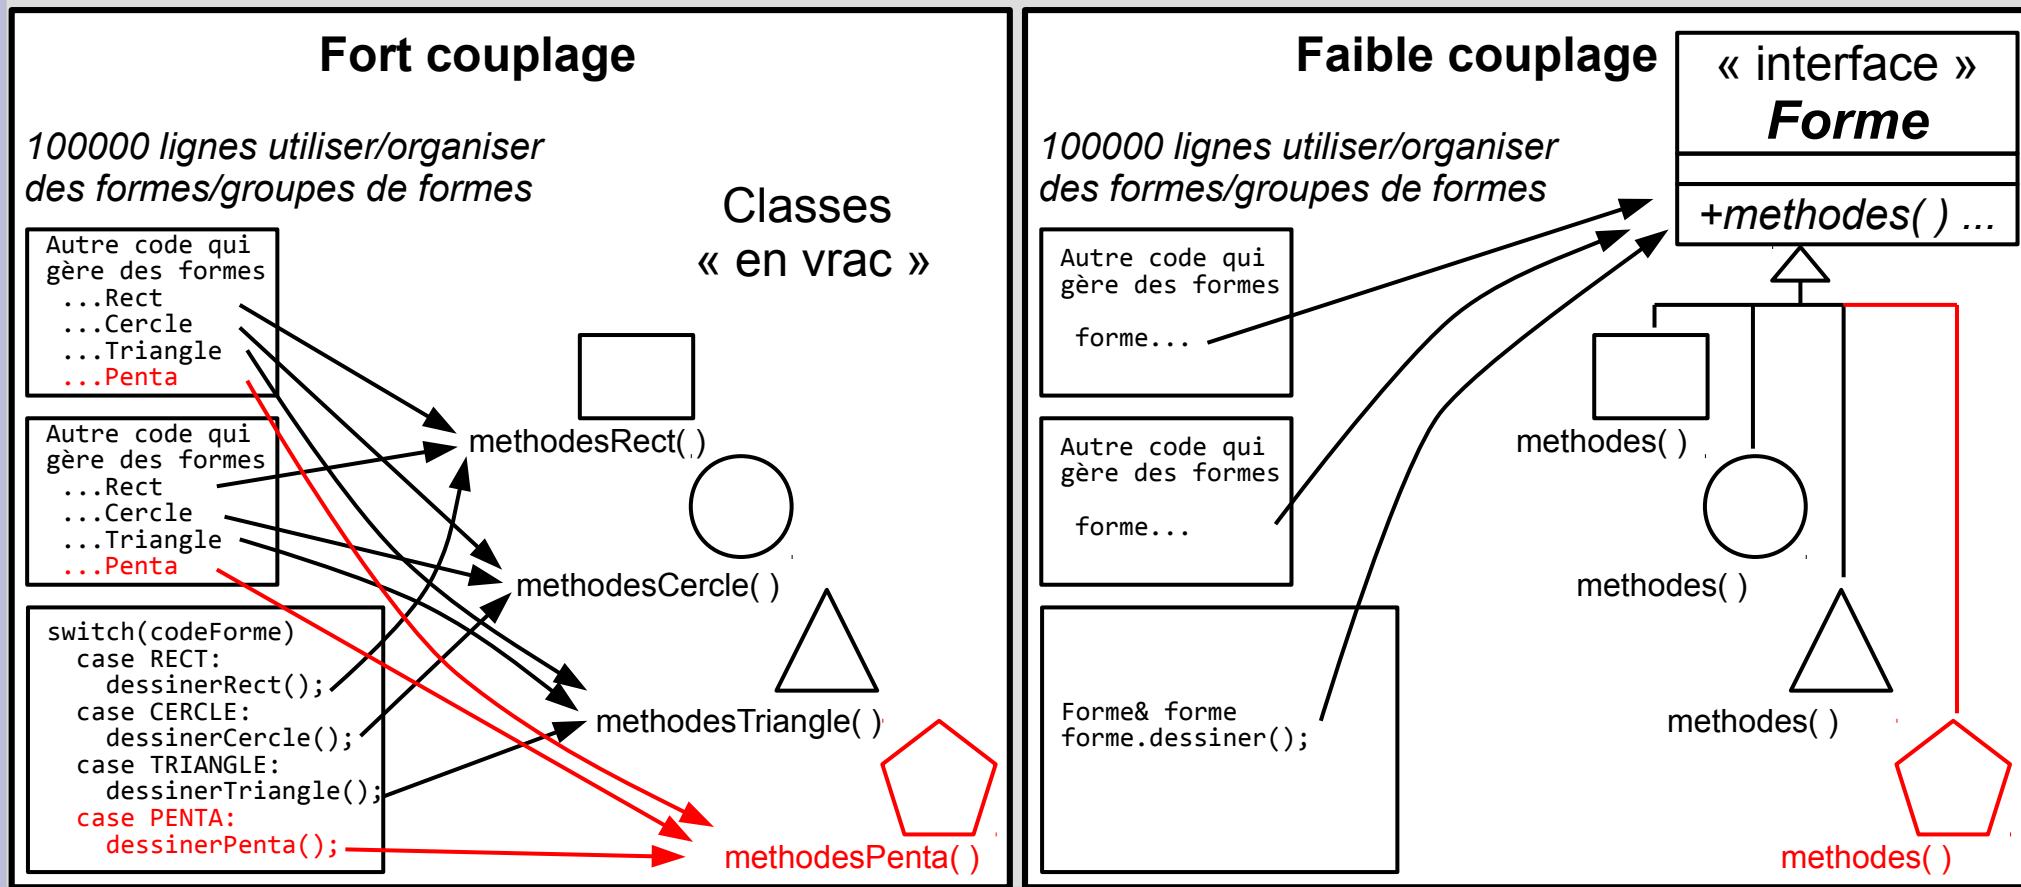 Fort couplage
100000 lignes utiliser/organiser
des formes/groupes de formes
Classes
« en vrac »
Autre code qui
gère des formes
...Rect
...Cercle
...Triangle
...Penta
Autre code qui
gère des formes
...Rect
...Cercle
...Triangle
...Penta
switch(codeForme)
case RECT:
dessinerRect();
case CERCLE:
dessinerCercle();
case TRIANGLE:
dessinerTriangle();
case PENTA:
dessinerPenta();
methodesRect( )
methodesCercle( )
methodesTriangle( )
methodesPenta( )
Faible couplage
« interface »
Forme
+methodes( ) ...
100000 lignes utiliser/organiser
des formes/groupes de formes
Autre code qui
gère des formes
forme...
Autre code qui
gère des formes
forme...
Forme& forme
forme.dessiner();
methodes( )
methodes( )
methodes( )
methodes( )